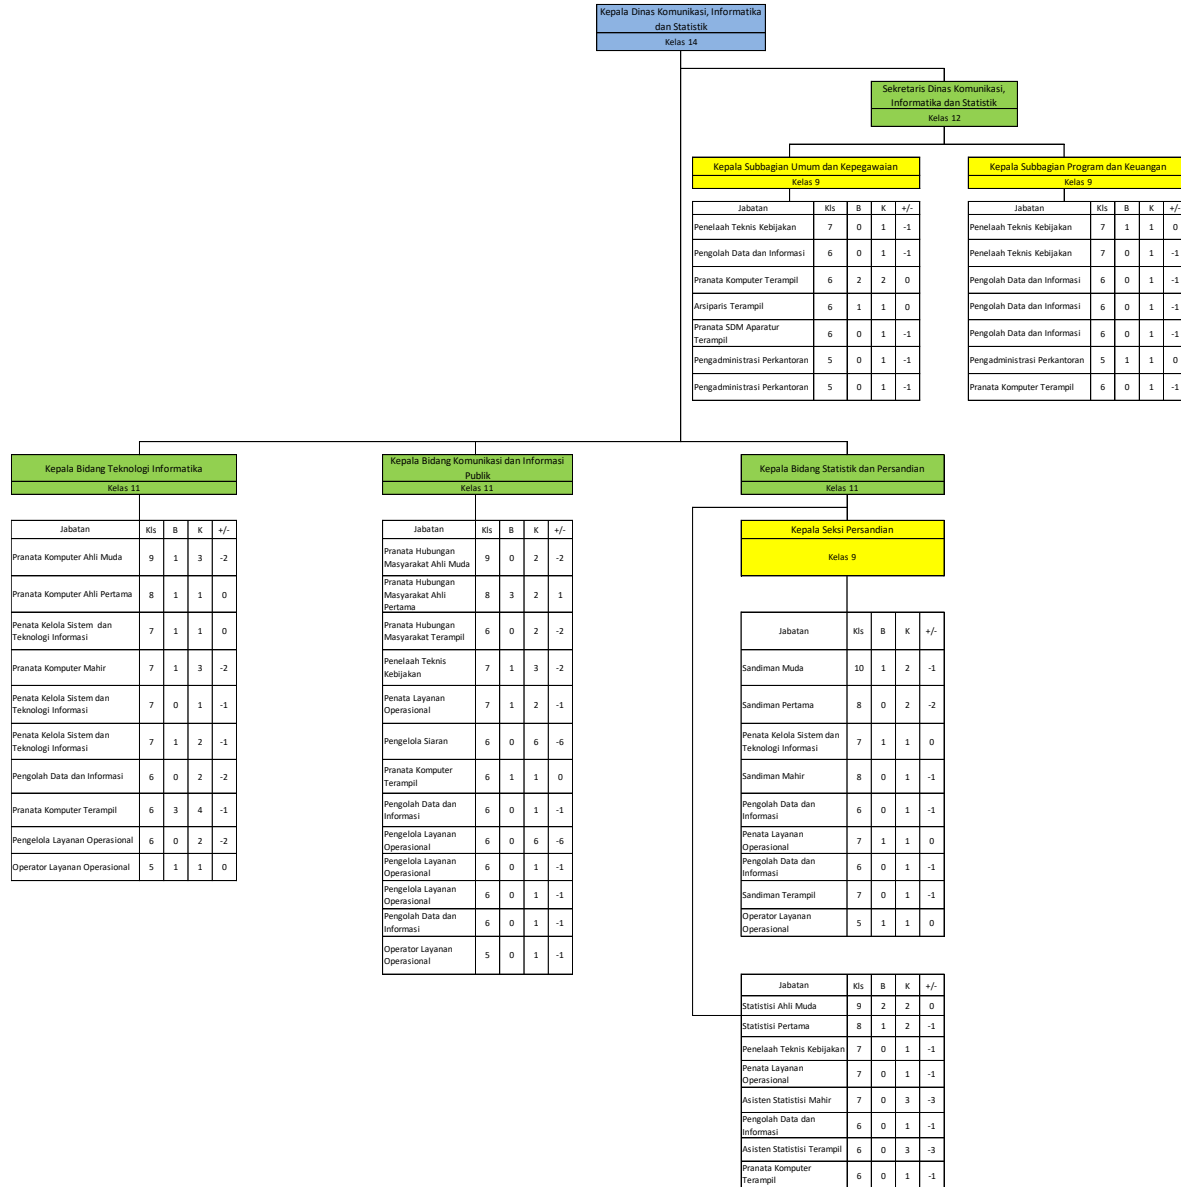 Kepala Dinas Komunikasi, Informatika
dan Statistik
Kelas 14
Sekretaris Dinas Komunikasi,
Informatika dan Statistik
Kelas 12
Kepala Subbagian Umum dan Kepegawaian
Kelas 9
Jabatan Kls B K +/-
Penelaah Teknis Kebijakan 7 0 1 -1
Pengolah Data dan Informasi 6 0 1 -1
Pranata Komputer Terampil 6 2 2 0
Arsiparis Terampil 6 1 1 0
Pranata SDM Aparatur
Terampil 6 0 1 -1
Pengadministrasi Perkantoran 5 0 1 -1
Pengadministrasi Perkantoran 5 0 1 -1
Kepala Subbagian Program dan Keuangan
Kelas 9
Jabatan Kls B K +/-
Penelaah Teknis Kebijakan 7 1 1 0
Penelaah Teknis Kebijakan 7 0 1 -1
Pengolah Data dan Informasi 6 0 1 -1
Pengolah Data dan Informasi 6 0 1 -1
Pengolah Data dan Informasi 6 0 1 -1
Pengadministrasi Perkantoran 5 1 1 0
Pranata Komputer Terampil 6 0 1 -1
Kepala Bidang Teknologi Informatika
Kelas 11
Jabatan Kls B K +/-
Pranata Komputer Ahli Muda 9 1 3 -2
Pranata Komputer Ahli Pertama 8 1 1 0
Penata Kelola Sistem dan
Teknologi Informasi 7 1 1 0
Pranata Komputer Mahir 7 1 3 -2
Penata Kelola Sistem dan
Teknologi Informasi 7 0 1 -1
Penata Kelola Sistem dan
Teknologi Informasi 7 1 2 -1
Pengolah Data dan Informasi 6 0 2 -2
Pranata Komputer Terampil 6 3 4 -1
Pengelola Layanan Operasional 6 0 2 -2
Operator Layanan Operasional 5 1 1 0
Kepala Bidang Komunikasi dan Informasi
Publik
Kelas 11
Jabatan Kls B K +/-
Pranata Hubungan
Masyarakat Ahli Muda 9 0 2 -2
Pranata Hubungan
Masyarakat Ahli
Pertama 8 3 2 1
Pranata Hubungan
Masyarakat Terampil 6 0 2 -2
Penelaah Teknis
Kebijakan 7 1 3 -2
Penata Layanan
Operasional 7 1 2 -1
Pengelola Siaran 6 0 6 -6
Pranata Komputer
Terampil 6 1 1 0
Pengolah Data dan
Informasi 6 0 1 -1
Pengelola Layanan
Operasional 6 0 6 -6
Pengelola Layanan
Operasional 6 0 1 -1
Pengelola Layanan
Operasional 6 0 1 -1
Pengolah Data dan
Informasi 6 0 1 -1
Operator Layanan
Operasional 5 0 1 -1
Kepala Bidang Statistik dan Persandian
Kelas 11
Kepala Seksi Persandian
Kelas 9
Jabatan Kls B K +/-
Sandiman Muda 10 1 2 -1
Sandiman Pertama 8 0 2 -2
Penata Kelola Sistem dan
Teknologi Informasi 7 1 1 0
Sandiman Mahir 8 0 1 -1
Pengolah Data dan
Informasi 6 0 1 -1
Penata Layanan
Operasional 7 1 1 0
Pengolah Data dan
Informasi 6 0 1 -1
Sandiman Terampil 7 0 1 -1
Operator Layanan
Operasional 5 1 1 0
Jabatan Kls B K +/-
Statistisi Ahli Muda 9 2 2 0
Statistisi Pertama 8 1 2 -1
Penelaah Teknis Kebijakan 7 0 1 -1
Penata Layanan
Operasional 7 0 1 -1
Asisten Statistisi Mahir 7 0 3 -3
Pengolah Data dan
Informasi 6 0 1 -1
Asisten Statistisi Terampil 6 0 3 -3
Pranata Komputer
Terampil 6 0 1 -1